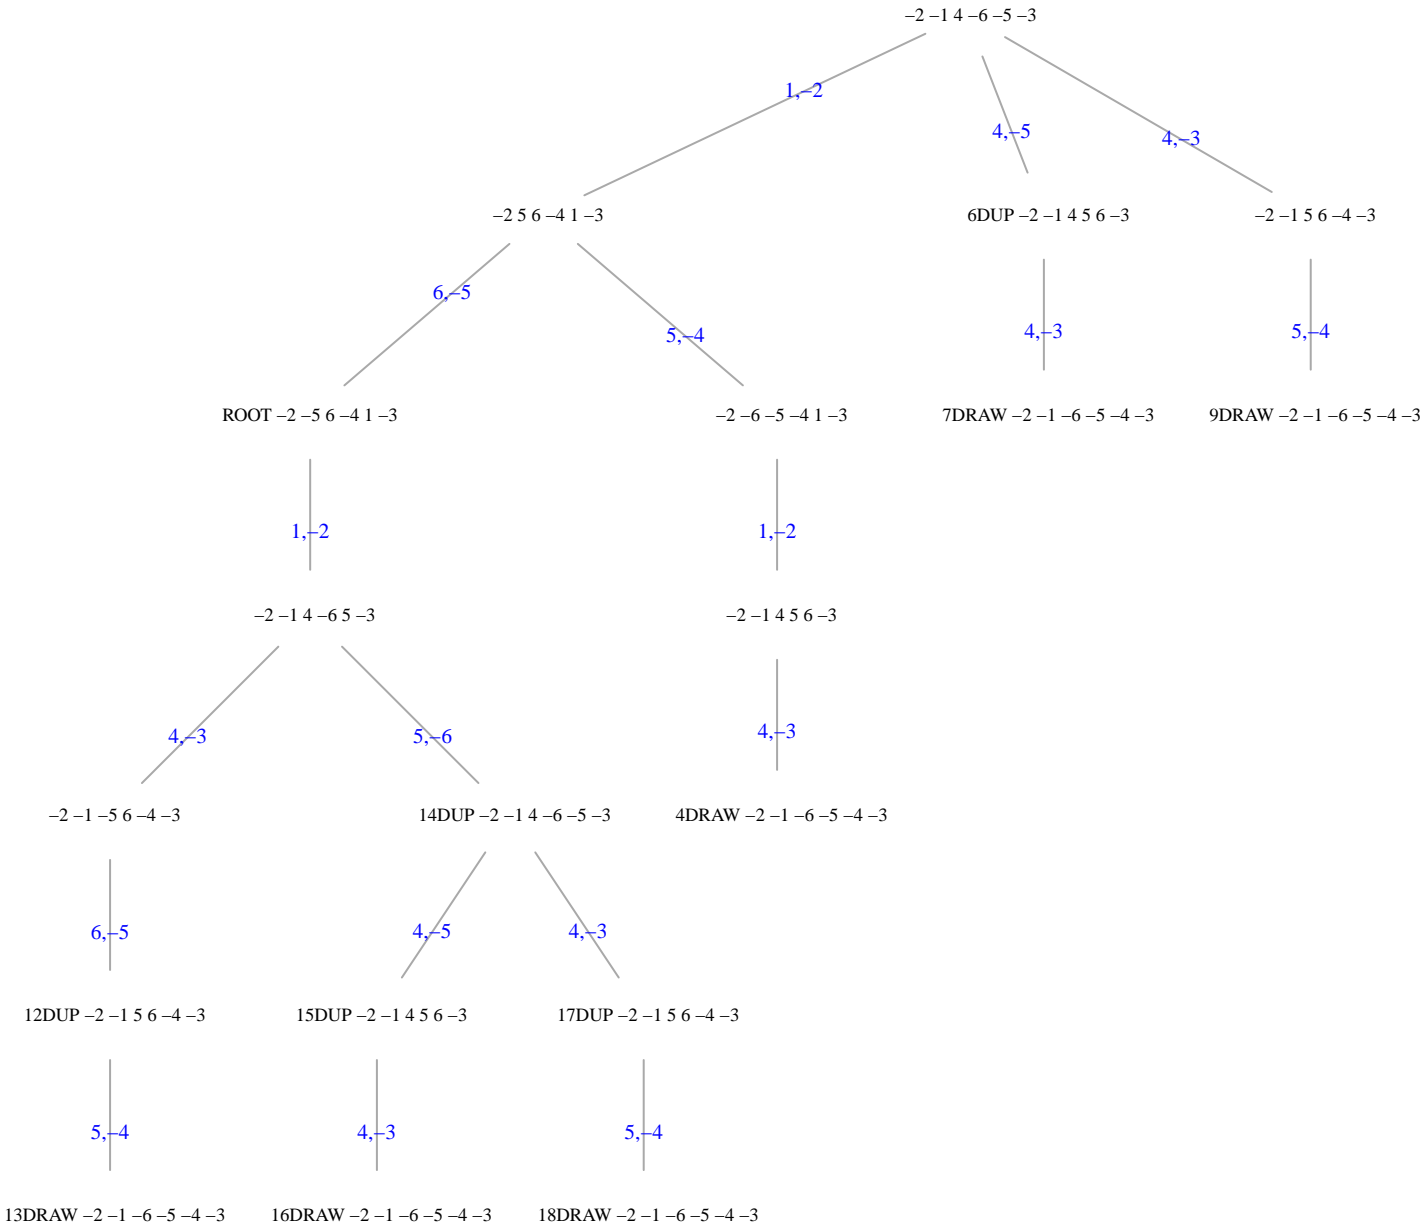 –2 –1 4 –6 –5 –3
1,–2
4,–5
4,–3
–2 5 6 –4 1 –3
6DUP –2 –1 4 5 6 –3
–2 –1 5 6 –4 –3
6,–5
5,–4
4,–3
5,–4
ROOT –2 –5 6 –4 1 –3
–2 –6 –5 –4 1 –3
7DRAW –2 –1 –6 –5 –4 –3
9DRAW –2 –1 –6 –5 –4 –3
1,–2
1,–2
–2 –1 4 –6 5 –3
–2 –1 4 5 6 –3
4,–3
5,–6
4,–3
–2 –1 –5 6 –4 –3
14DUP –2 –1 4 –6 –5 –3
4DRAW –2 –1 –6 –5 –4 –3
6,–5
4,–5
4,–3
12DUP –2 –1 5 6 –4 –3
15DUP –2 –1 4 5 6 –3
17DUP –2 –1 5 6 –4 –3
5,–4
4,–3
5,–4
13DRAW –2 –1 –6 –5 –4 –3
16DRAW –2 –1 –6 –5 –4 –3
18DRAW –2 –1 –6 –5 –4 –3